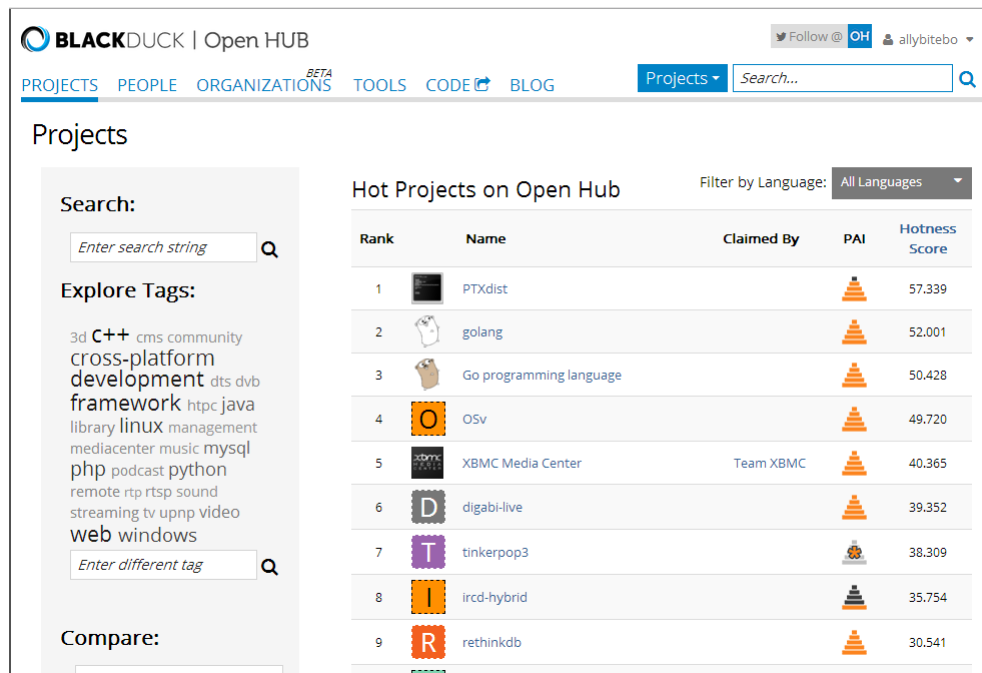 BLACKDUCK | Open HUB
Follow @ OH
allybitebo
PROJECTS PEOPLE ORGANIZATIONS BETA TOOLS CODE BLOG
Projects Search...
Projects
Search:
Enter search string
Explore Tags:
3d c++ cms community
cross-platform
development dts dvb
framework htpc java
library linux management
mediacenter music mysql
php podcast python
remote rtp rtsp sound
streaming tv upnp video
web windows
Enter different tag
Compare:
Hot Projects on Open Hub
Filter by Language: All Languages
Rank Name Claimed By PAI Hotness Score
1 PTXdist 57.339
2 golang 52.001
3 Go programming language 50.428
4 O OSv 49.720
5 xbmc MEDIA CENTER XBMC Media Center Team XBMC 40.365
6 D digabi-live 39.352
7 T tinkerpop3 38.309
8 I ircd-hybrid 35.754
9 R rethinkdb 30.541